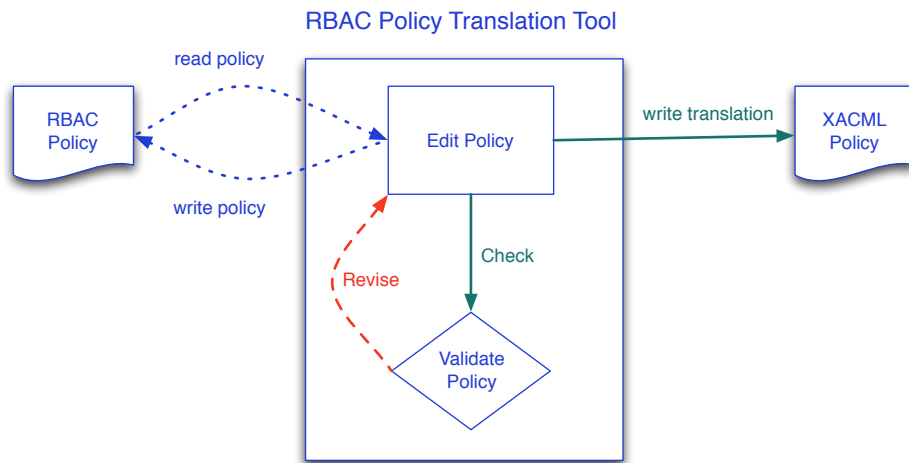 RBAC Policy Translation Tool
read policy
RBAC
Policy
write policy
Edit Policy
write translation
XACML
Policy
Check
Revise
Validate
Policy